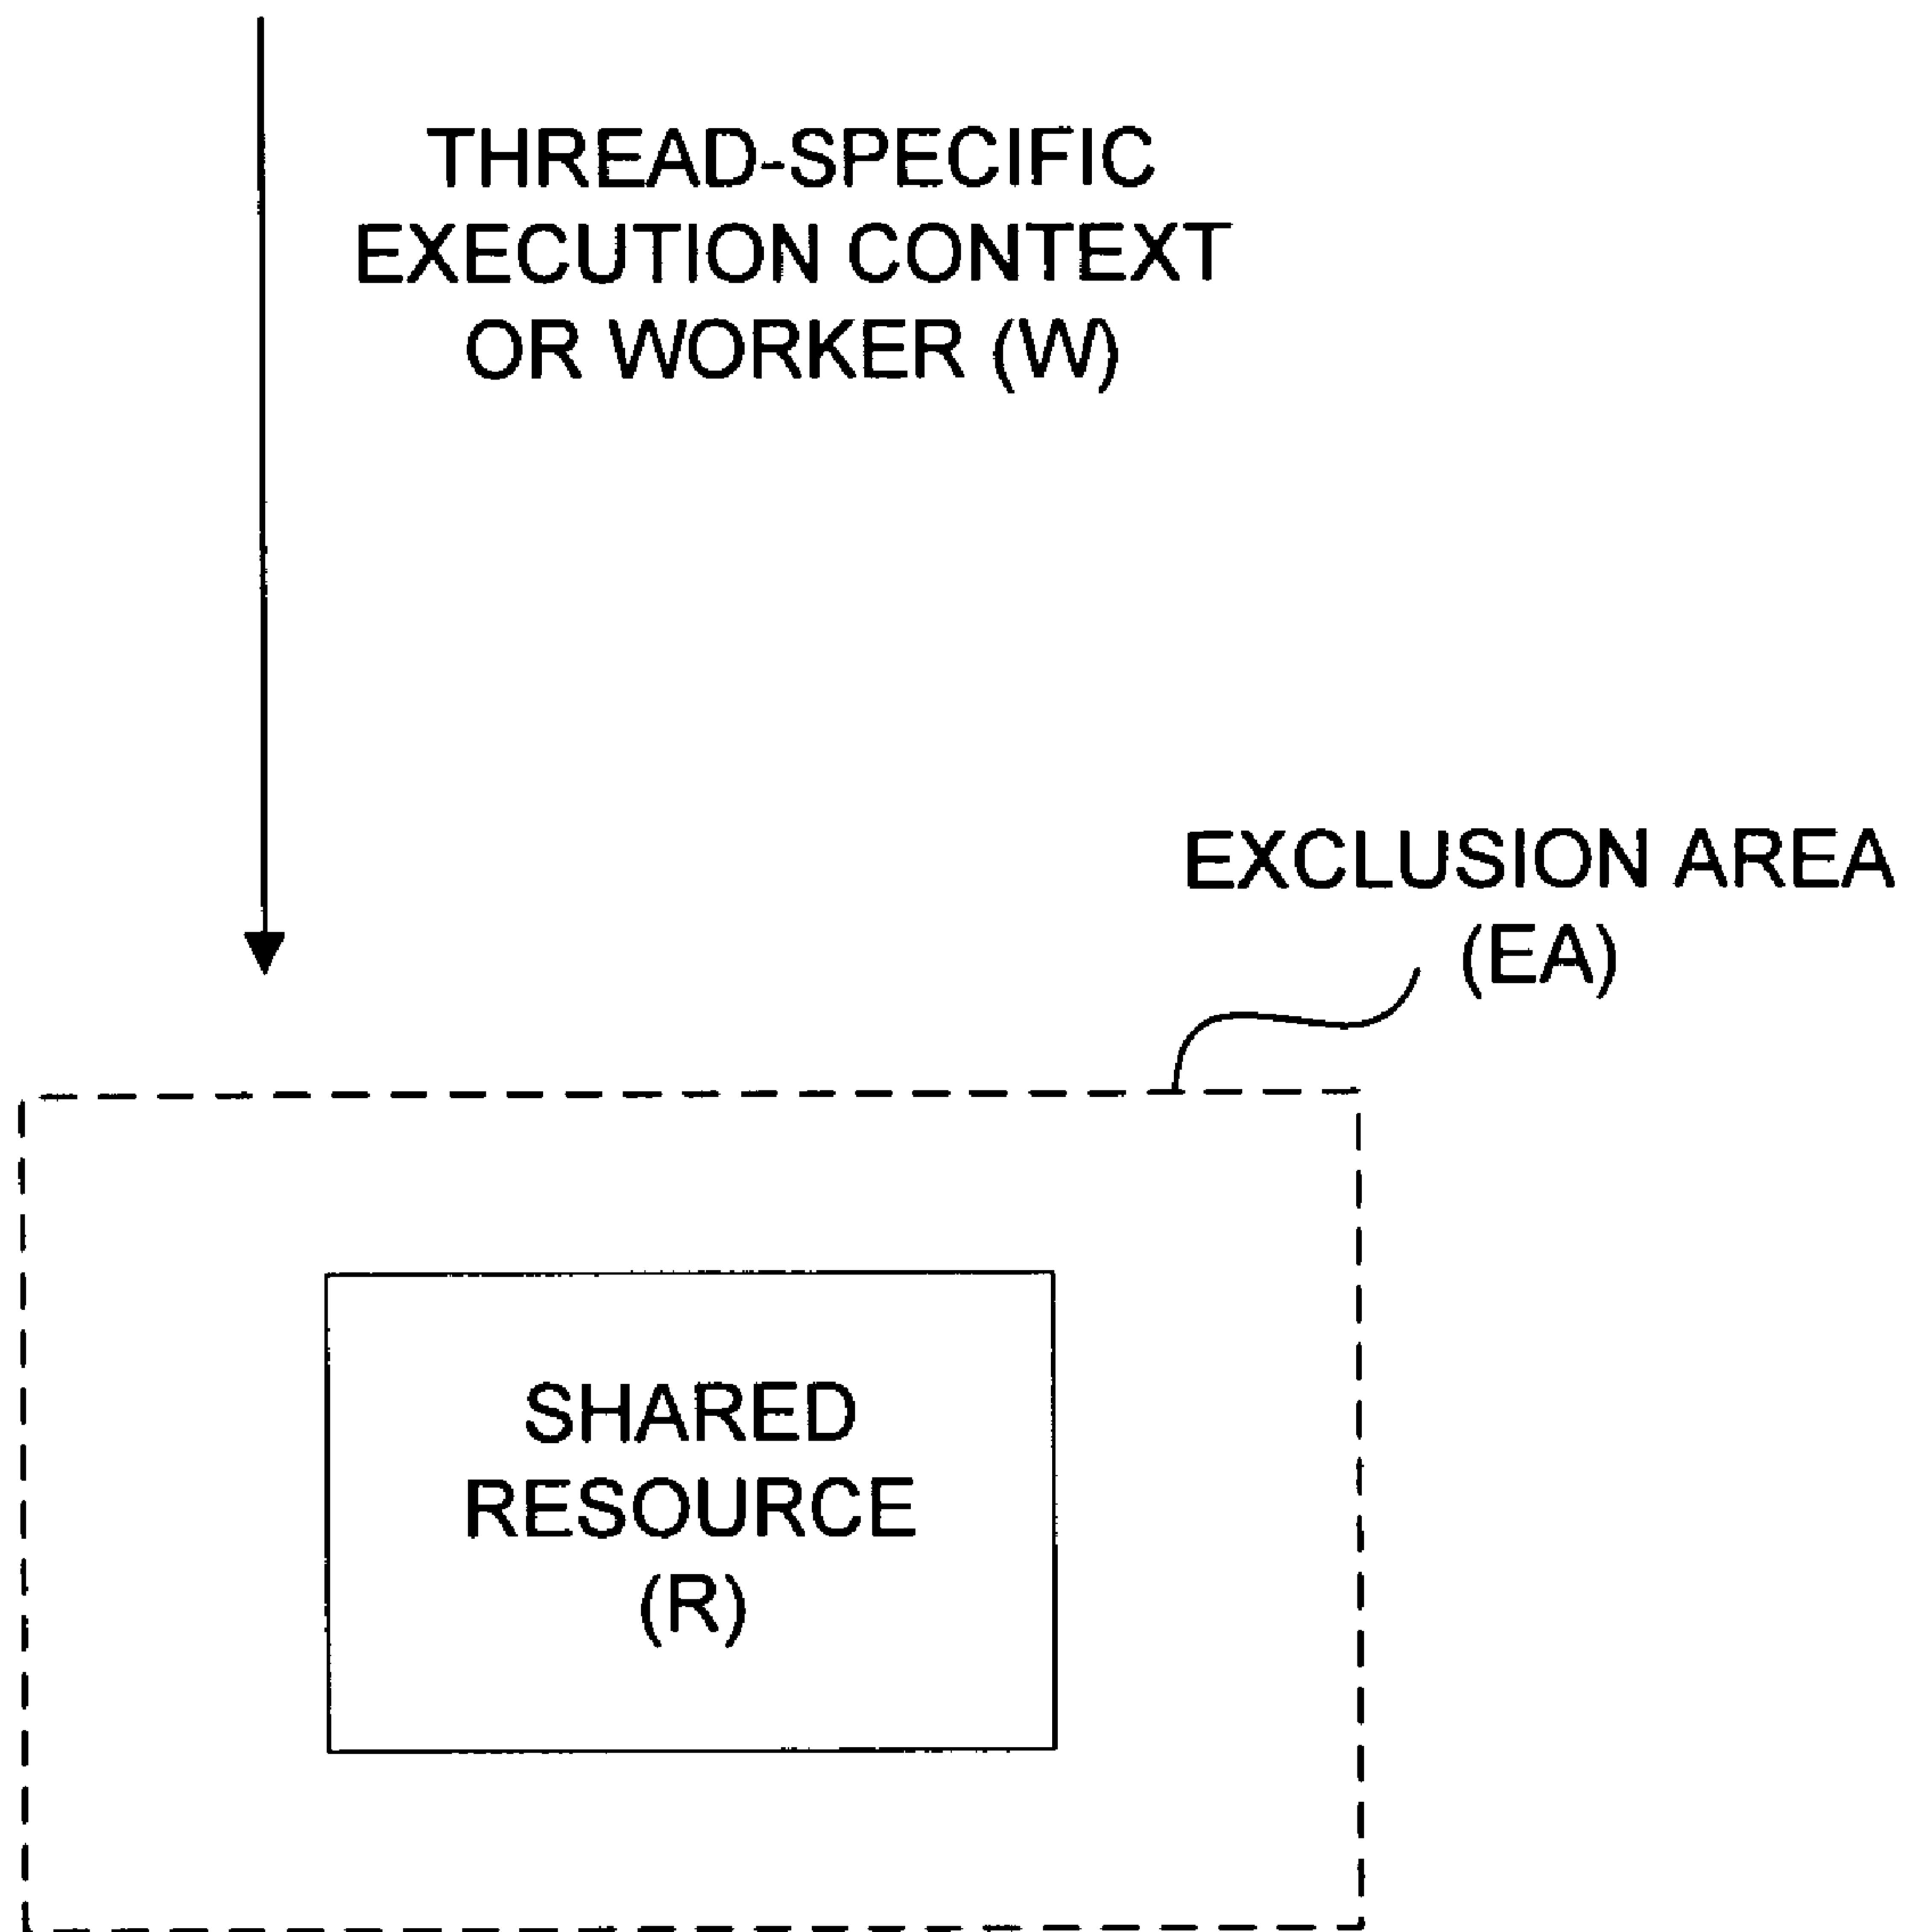 THREAD-SPECIFIC
EXECUTION CONTEXT
OR WORKER (W)
EXCLUSION AREA
(EA)
SHARED
RESOURCE
(R)